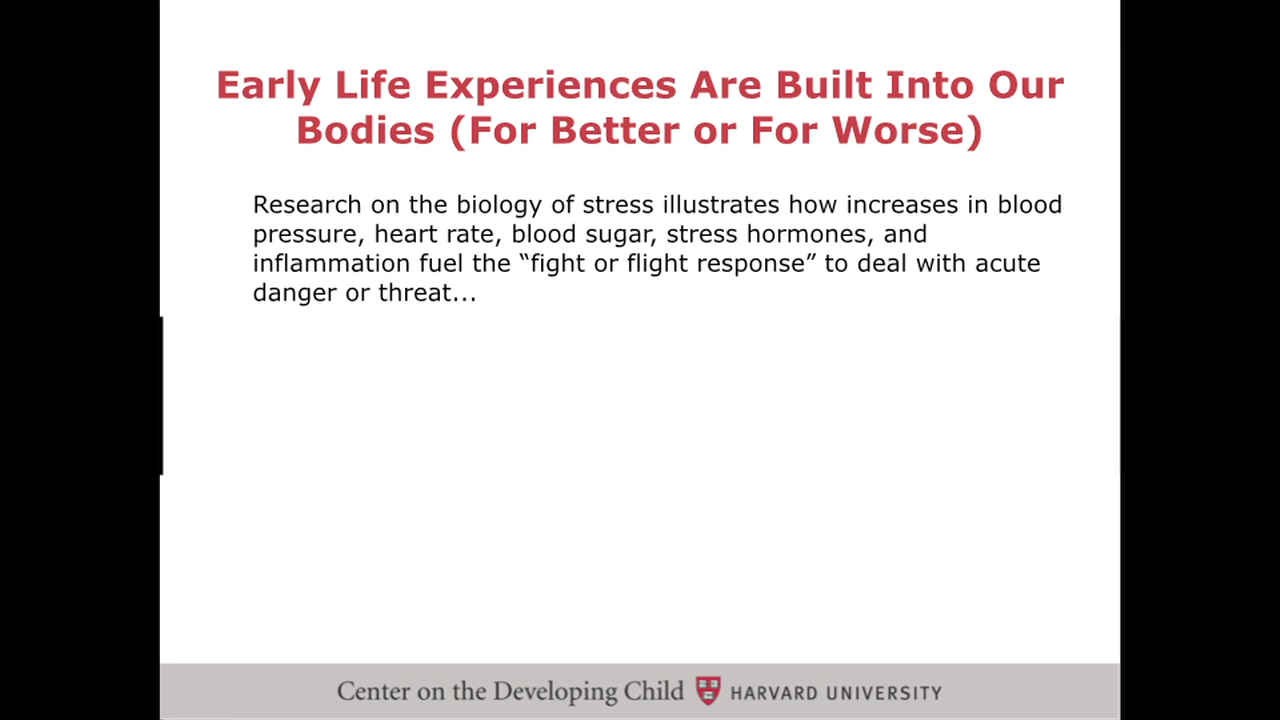 Early Life Experiences Are Built Into Our
Bodies (For Better or For Worse)
Research on the biology of stress illustrates how increases in blood
pressure, heart rate, blood sugar, stress hormones, and
inflammation fuel the “fight or flight response” to deal with acute
danger or threat...
Center on the Developing Child HARVARD UNIVERSITY